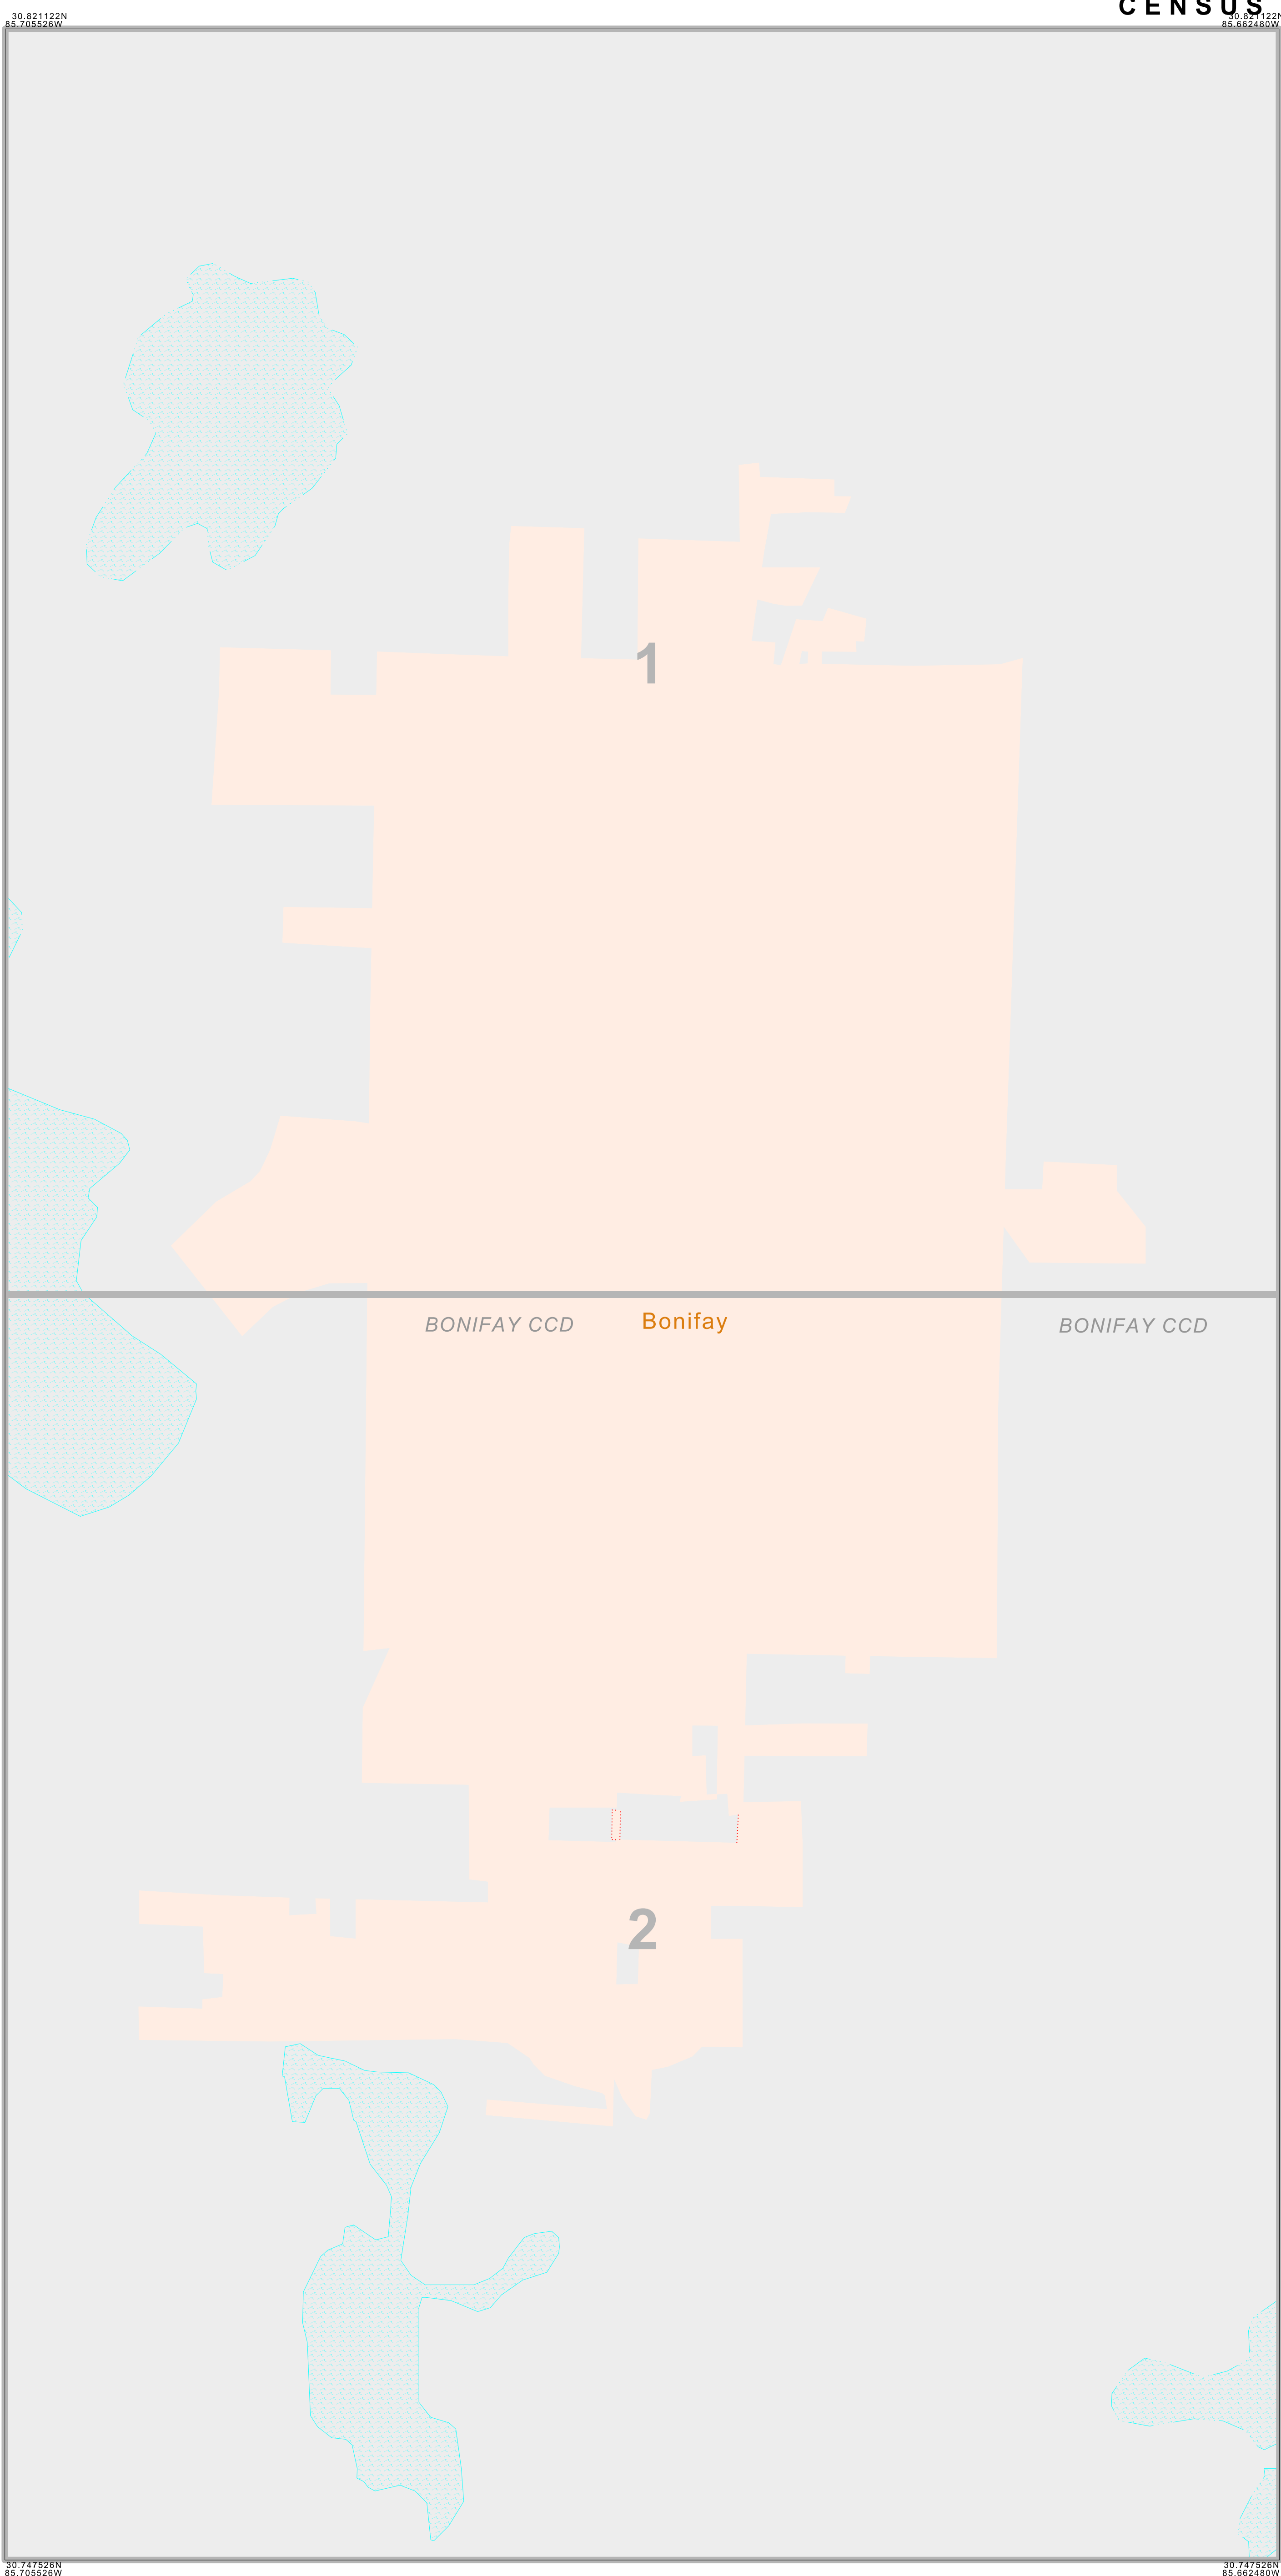 CENSUS
30.821122N
85.705526W
30.821122N
85.662480W
1
BONIFAY CCD
Bonifay
BONIFAY CCD
2
30.747526N
85.705526W
30.747526N
85.662480W